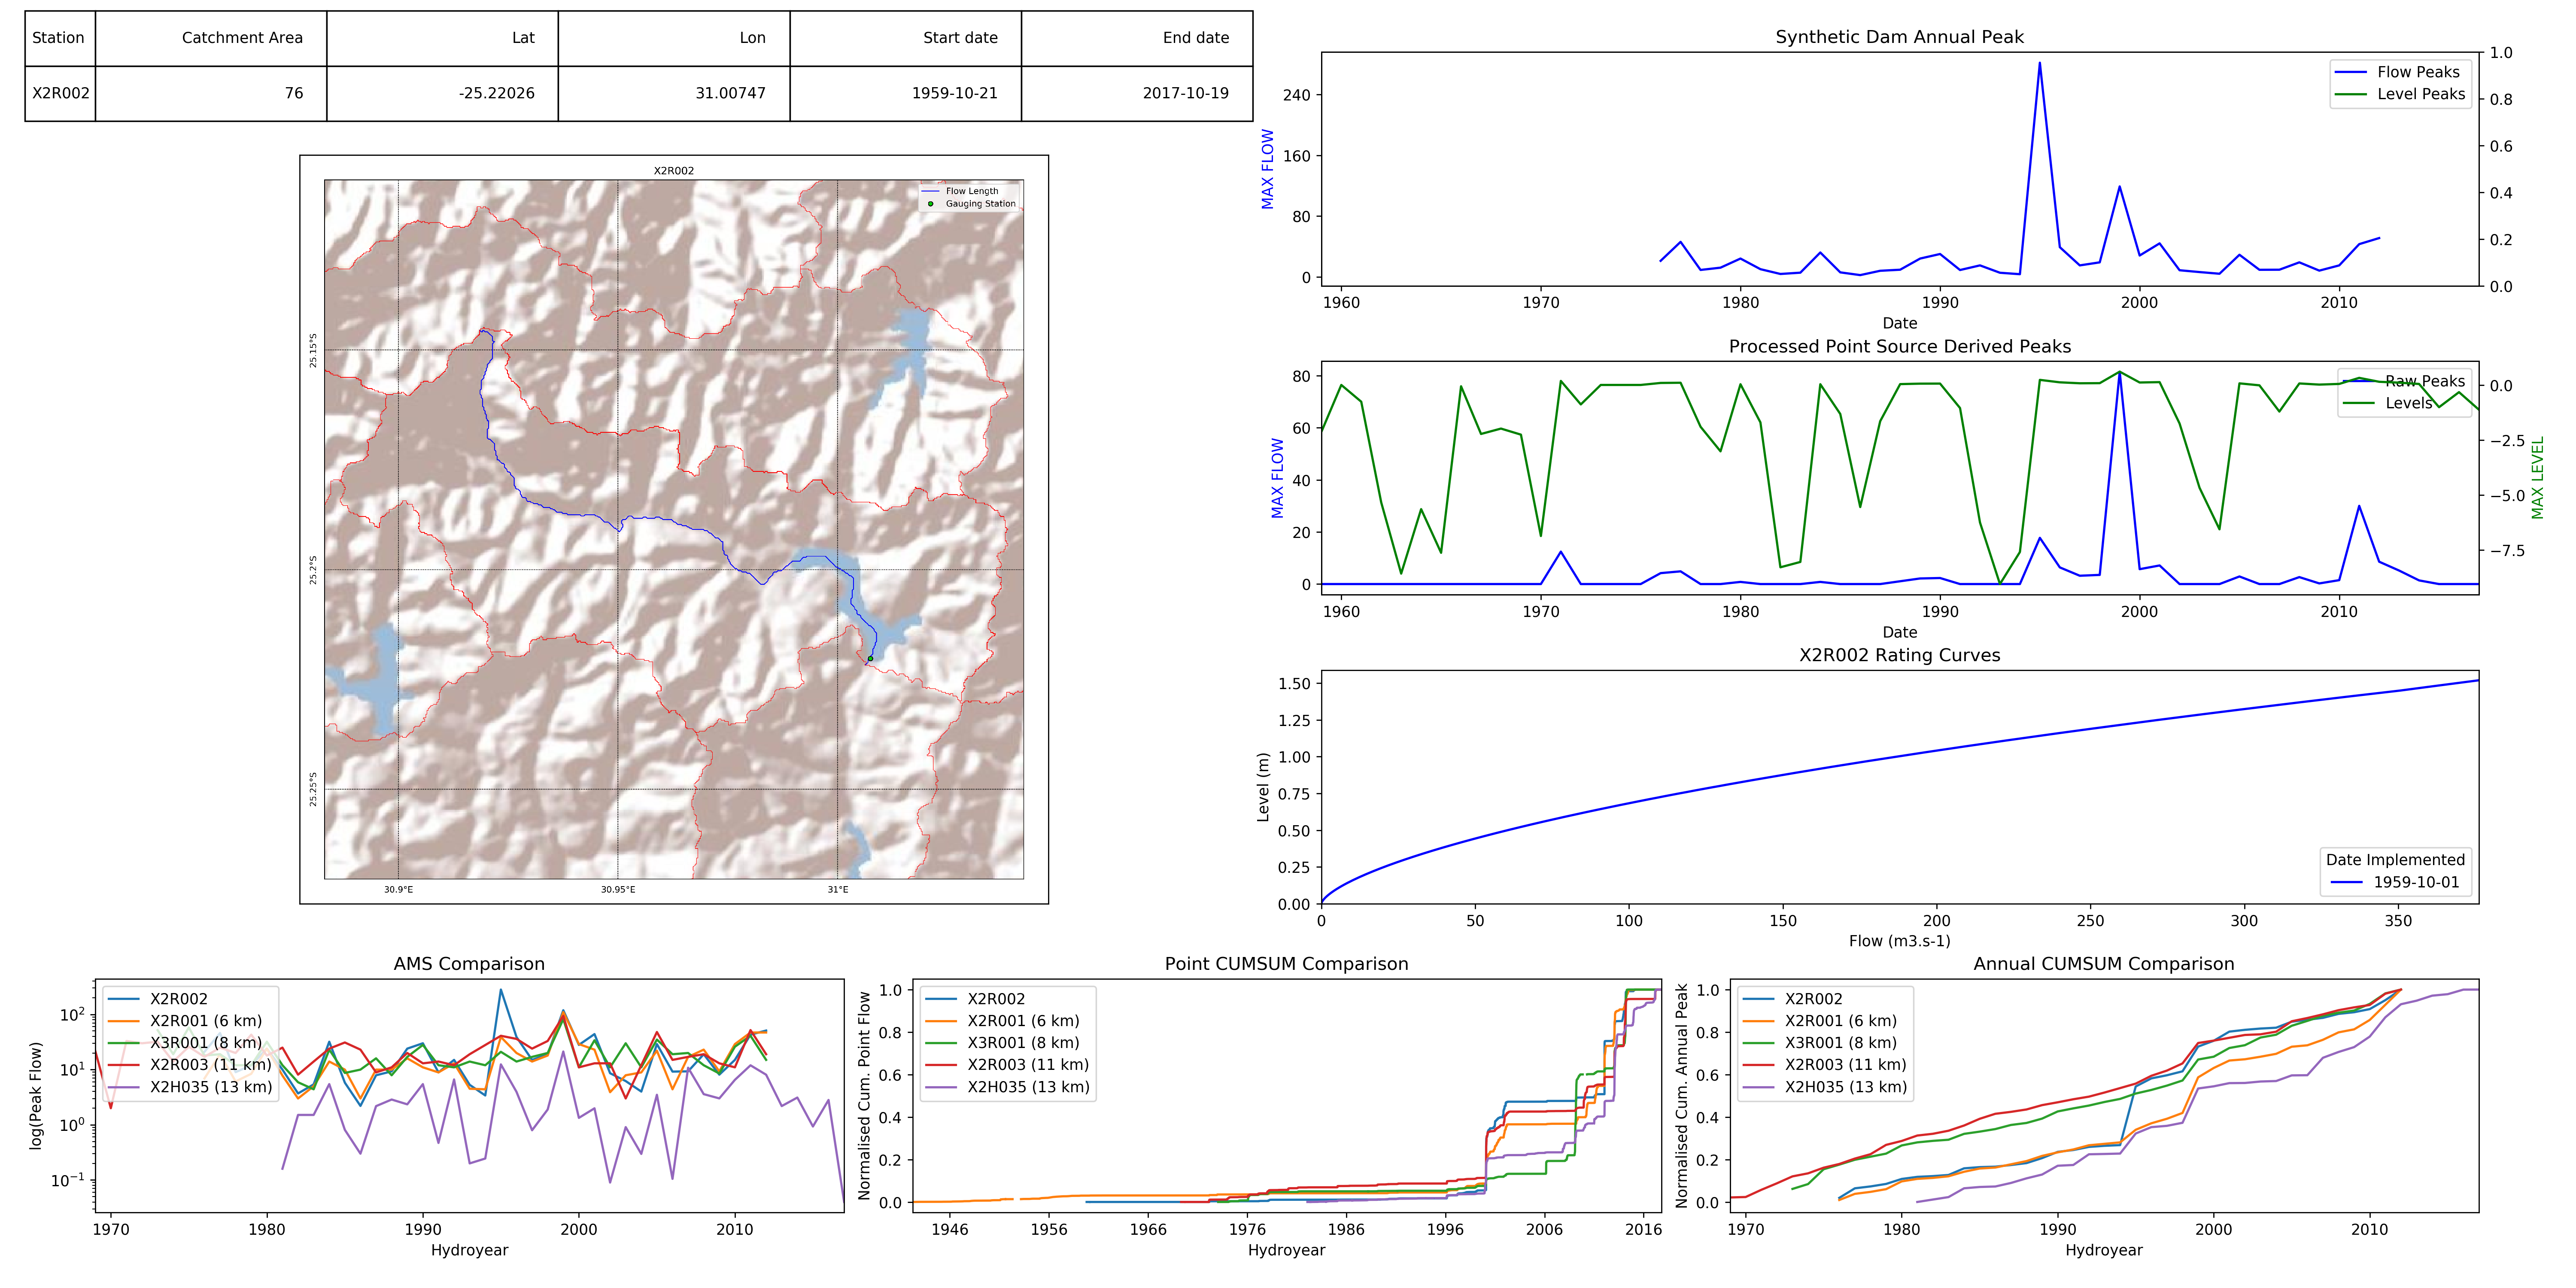 Station Catchment Area Lat Lon Start date End date
X2R002 76 -25.22026 31.00747 1959-10-21 2017-10-19
X2R002
Flow Length
Gauging Station
25.15°S
25.2°S
25.25°S
30.9°E 30.95°E 31°E
Synthetic Dam Annual Peak
Flow Peaks
Level Peaks
MAX FLOW
240
160
80
0
1.0
0.8
0.6
0.4
0.2
0.0
1960 1970 1980 1990 2000 2010
Date
Processed Point Source Derived Peaks
Raw Peaks
Levels
MAX FLOW
80
60
40
20
0
0.0
−2.5
−5.0
−7.5
MAX LEVEL
1960 1970 1980 1990 2000 2010
Date
X2R002 Rating Curves
Level (m)
1.50
1.25
1.00
0.75
0.50
0.25
0.00
Date Implemented
1959-10-01
0 50 100 150 200 250 300 350
Flow (m3.s-1)
AMS Comparison
X2R002
X2R001 (6 km)
X3R001 (8 km)
X2R003 (11 km)
X2H035 (13 km)
log(Peak Flow)
10²
10¹
10⁰
10⁻¹
1970 1980 1990 2000 2010
Hydroyear
Point CUMSUM Comparison
X2R002
X2R001 (6 km)
X3R001 (8 km)
X2R003 (11 km)
X2H035 (13 km)
Normalised Cum. Point Flow
1.0
0.8
0.6
0.4
0.2
0.0
1946 1956 1966 1976 1986 1996 2006 2016
Hydroyear
Annual CUMSUM Comparison
X2R002
X2R001 (6 km)
X3R001 (8 km)
X2R003 (11 km)
X2H035 (13 km)
Normalised Cum. Annual Peak
1.0
0.8
0.6
0.4
0.2
0.0
1970 1980 1990 2000 2010
Hydroyear